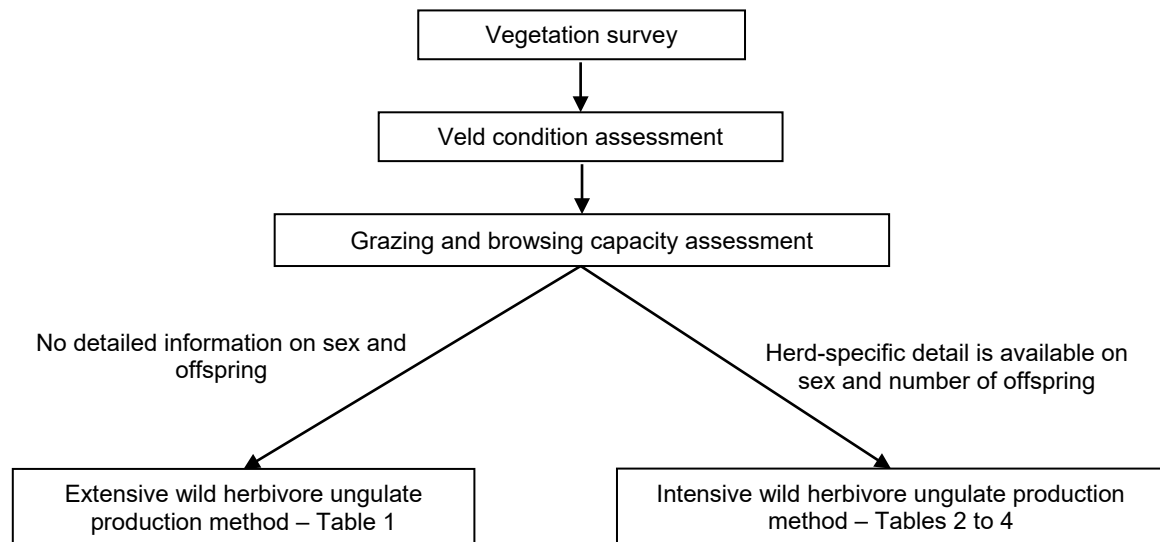 Vegetation survey
Veld condition assessment
Grazing and browsing capacity assessment
No detailed information on sex and
offspring
Herd-specific detail is available on
sex and number of offspring
Extensive wild herbivore ungulate
production method – Table 1
Intensive wild herbivore ungulate production
method – Tables 2 to 4